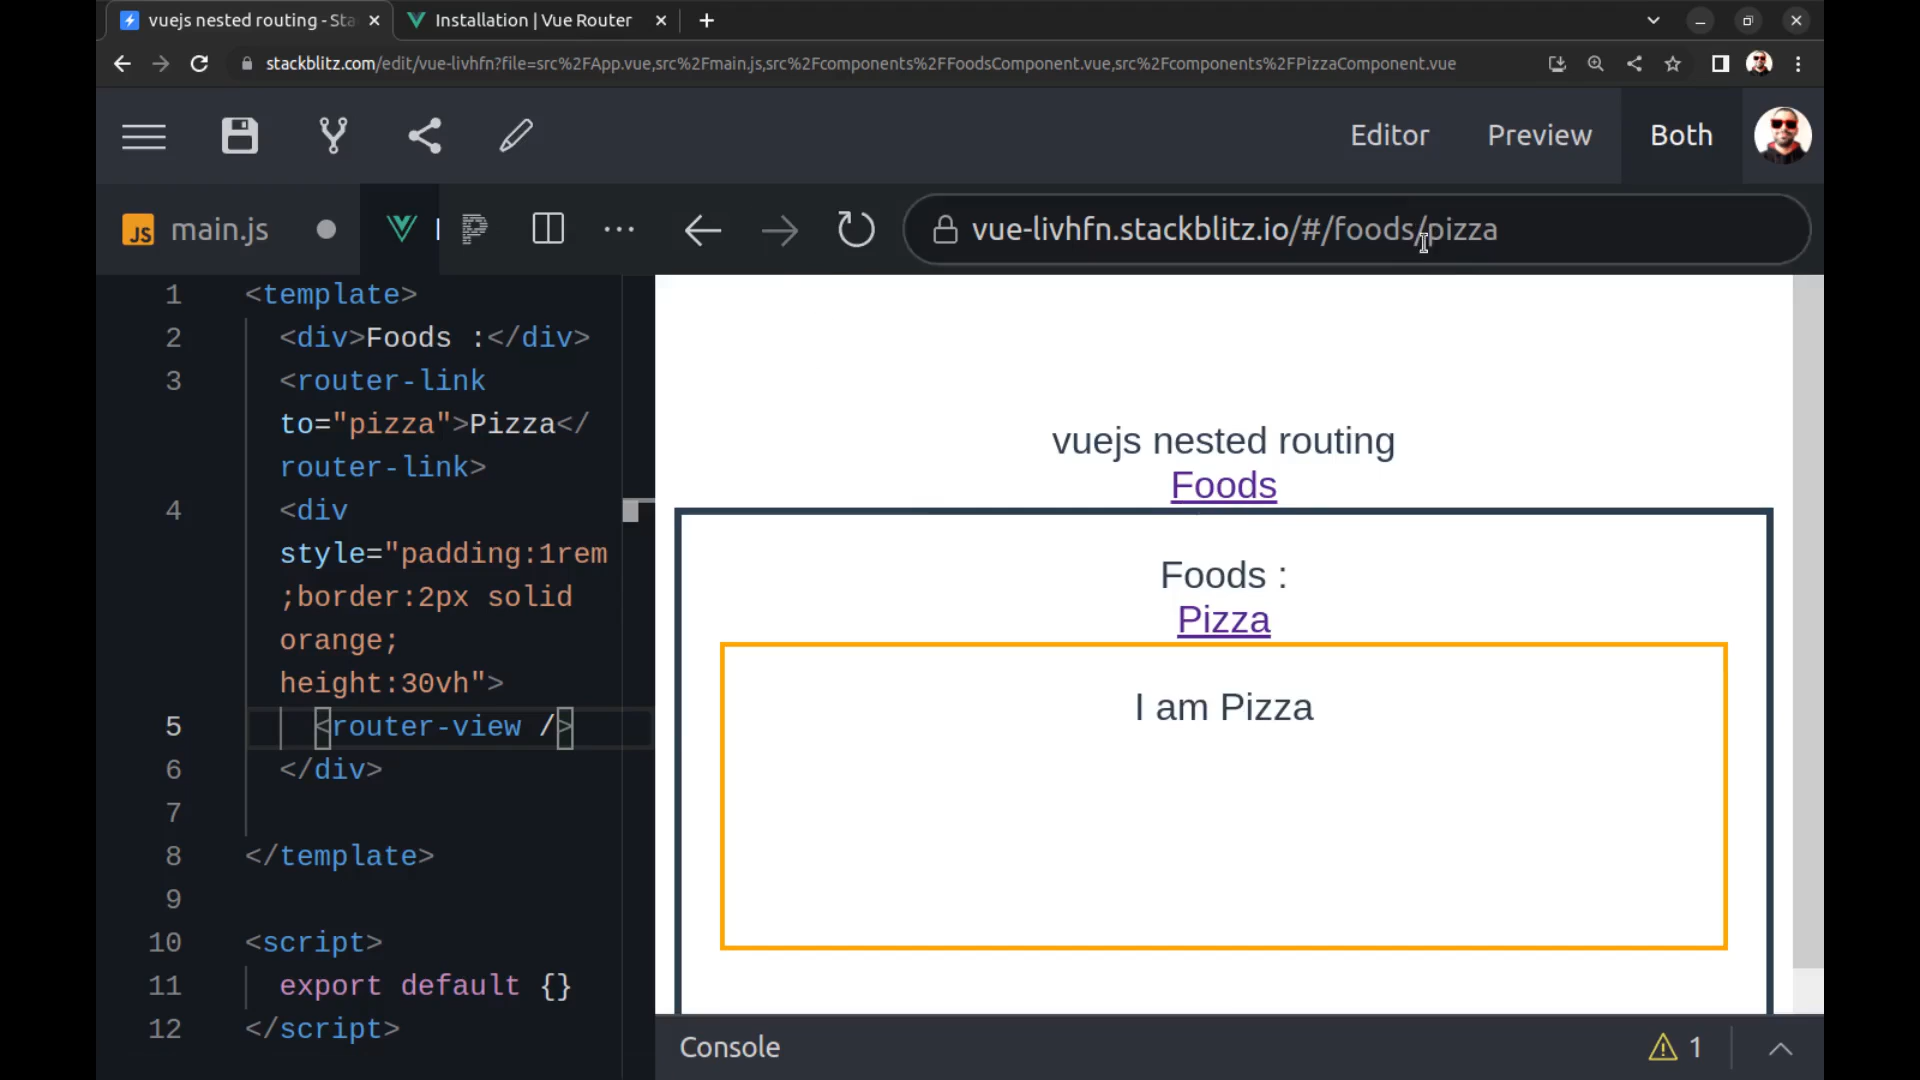 vuejs nested routing - Sta
Installation | Vue Router
stackblitz.com/edit/vue-livhfn?file=src%2FApp.vue,src%2Fmain.js,src%2Fcomponents%2FFoodsComponent.vue,src%2Fcomponents%2FPizzaComponent.vue
Editor
Preview
Both
JS main.js
vue-livhfn.stackblitz.io/#/foods/pizza
1 <template>
2 <div>Foods :</div>
3 <router-link
to="pizza">Pizza</
router-link>
4 <div
style="padding:1rem
;border:2px solid
orange;
height:30vh">
5 <router-view />
6 </div>
7
8 </template>
9
10 <script>
11 export default {}
12 </script>
vuejs nested routing
Foods
Foods :
Pizza
I am Pizza
Console
1